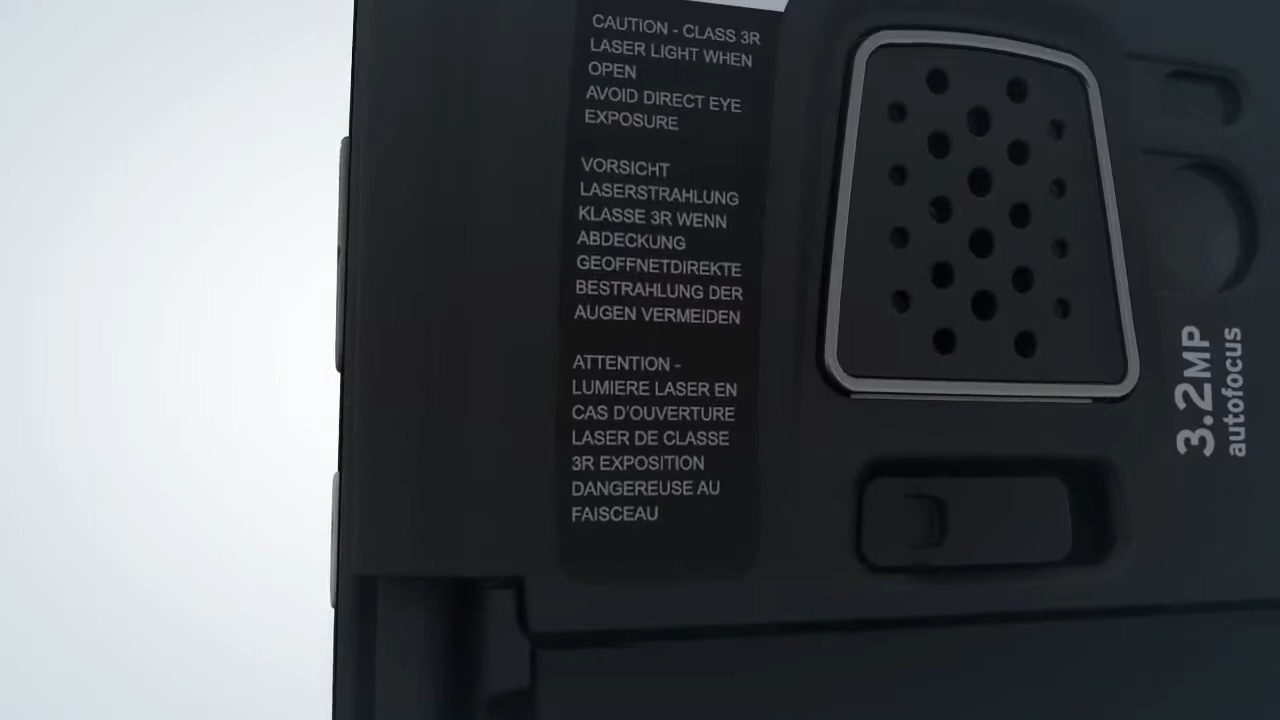 CAUTION - CLASS 3R
LASER LIGHT WHEN
OPEN
AVOID DIRECT EYE
EXPOSURE
VORSICHT
LASERSTRAHLUNG
KLASSE 3R WENN
ABDECKUNG
GEOFFNETDIREKTE
BESTRAHLUNG DER
AUGEN VERMEIDEN
ATTENTION -
LUMIERE LASER EN
CAS D'OUVERTURE
LASER DE CLASSE
3R EXPOSITION
DANGEREUSE AU
FAISCEAU
3.2MP
autofocus